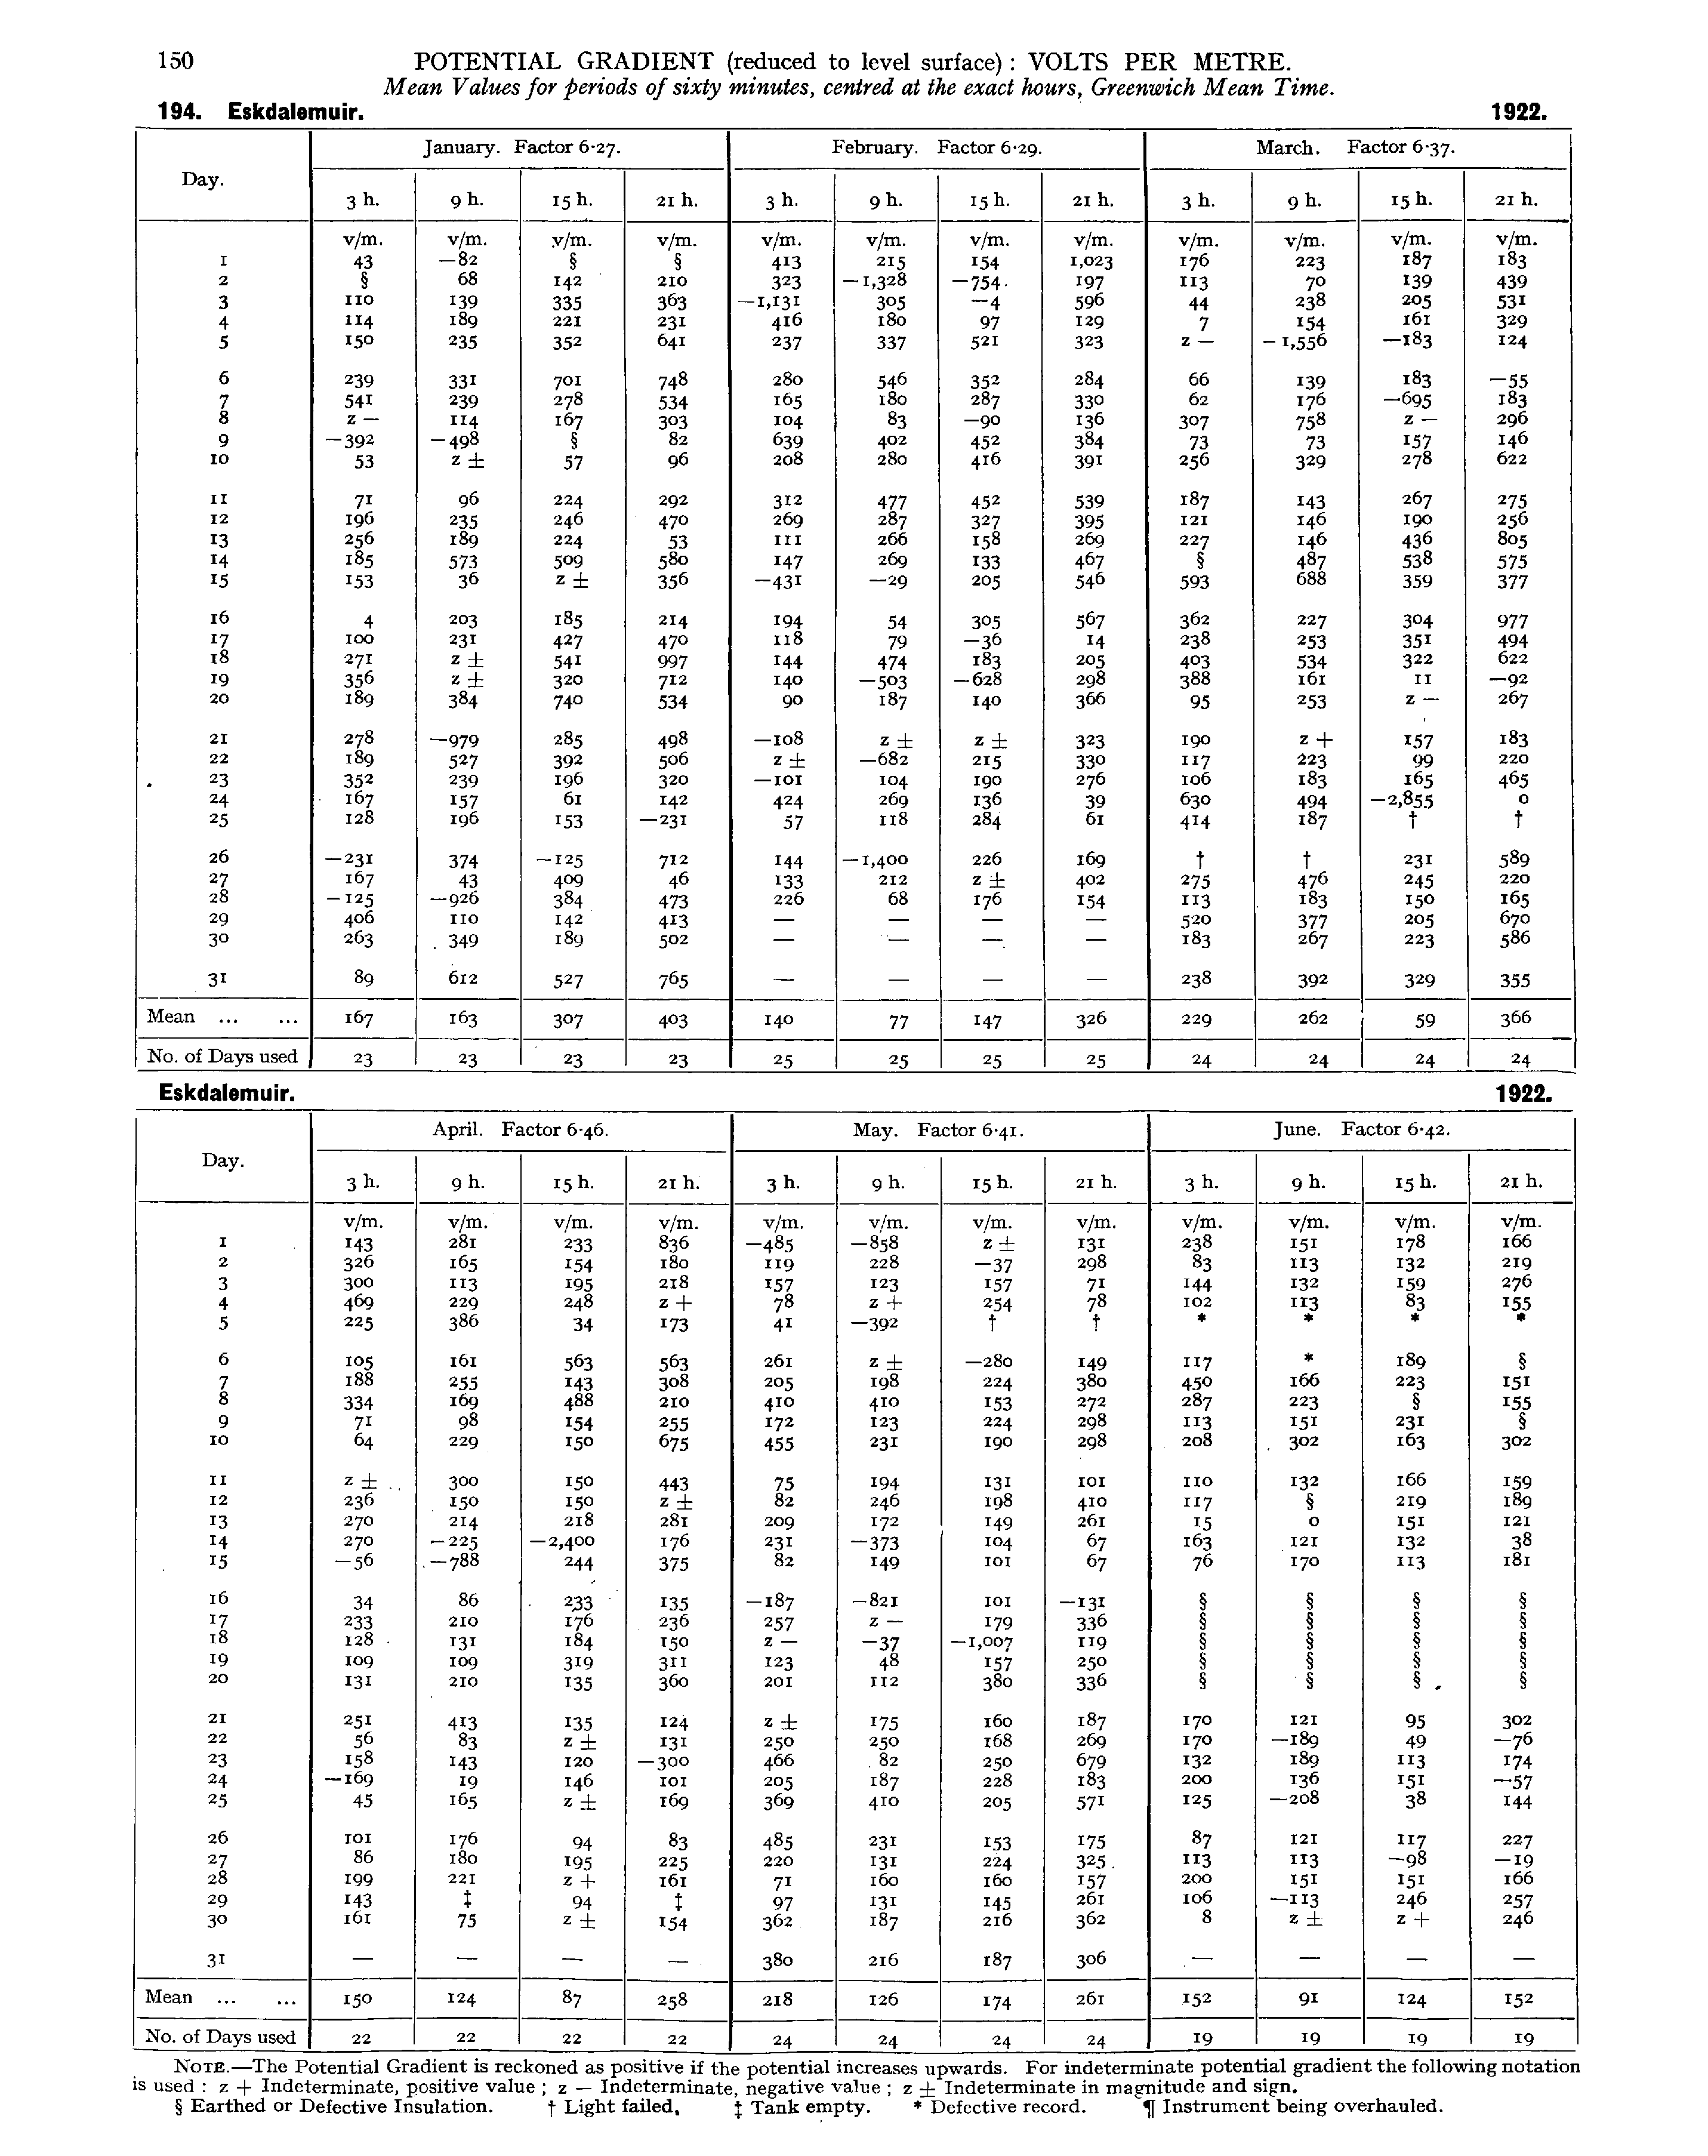 150 POTENTIAL GRADIENT (reduced to level surface) : VOLTS PER METRE.
Mean Values for periods of sixty minutes, centred at the exact hours, Greenwich Mean Time.
194. Eskdalemuir. 1922.
Day. January. Factor 6·27. February. Factor 6·29. March. Factor 6·37.
3 h. 9 h. 15 h. 21 h. 3 h. 9 h. 15 h. 21 h. 3 h. 9 h. 15 h. 21 h.
v/m. v/m. v/m. v/m. v/m. v/m. v/m. v/m. v/m. v/m. v/m. v/m.
1 43 —82 § § 413 215 154 1,023 176 223 187 183
2 § 68 142 210 323 —1,328 —754 197 113 70 139 439
3 110 139 335 363 —1,131 305 —4 596 44 238 205 531
4 114 189 221 231 416 180 97 129 7 154 161 329
5 150 235 352 641 237 337 521 323 z — —1,556 —183 124
6 239 331 701 748 280 546 352 284 66 139 183 —55
7 541 239 278 534 165 180 287 330 62 176 —695 183
8 z — 114 167 303 104 83 —90 136 307 758 z — 296
9 —392 —498 § 82 639 402 452 384 73 73 157 146
10 53 z ± 57 96 208 280 416 391 256 329 278 622
11 71 96 224 292 312 477 452 539 187 143 267 275
12 196 235 246 470 269 287 327 395 121 146 190 256
13 256 189 224 53 111 266 158 269 227 146 436 805
14 185 573 509 580 147 269 133 467 § 487 538 575
15 153 36 z ± 356 —431 —29 205 546 593 688 359 377
16 4 203 185 214 194 54 305 567 362 227 304 977
17 100 231 427 470 118 79 —36 14 238 253 351 494
18 271 z ± 541 997 144 474 183 205 403 534 322 622
19 356 z ± 320 712 140 —503 —628 298 388 161 11 —92
20 189 384 740 534 90 187 140 366 95 253 z — 267
21 278 —979 285 498 —108 z ± z ± 323 190 z + 157 183
22 189 527 392 506 z ± —682 215 330 117 223 99 220
23 352 239 196 320 —101 104 190 276 106 183 165 465
24 167 157 61 142 424 269 136 39 630 494 —2,855 0
25 128 196 153 —231 57 118 284 61 414 187 † †
26 —231 374 —125 712 144 —1,400 226 169 † † 231 589
27 167 43 409 46 133 212 z ± 402 275 476 245 220
28 —125 —926 384 473 226 68 176 154 113 183 150 165
29 406 110 142 413 — — — — 520 377 205 670
30 263 349 189 502 — — — — 183 267 223 586
31 89 612 527 765 — — — — 238 392 329 355
Mean ... ... 167 163 307 403 140 77 147 326 229 262 59 366
No. of Days used 23 23 23 23 25 25 25 25 24 24 24 24
Eskdalemuir. 1922.
Day. April. Factor 6·46. May. Factor 6·41. June. Factor 6·42.
3 h. 9 h. 15 h. 21 h. 3 h. 9 h. 15 h. 21 h. 3 h. 9 h. 15 h. 21 h.
v/m. v/m. v/m. v/m. v/m. v/m. v/m. v/m. v/m. v/m. v/m. v/m.
1 143 281 233 836 —485 —858 z ± 131 238 151 178 166
2 326 165 154 180 119 228 —37 298 83 113 132 219
3 300 113 195 218 157 123 157 71 144 132 159 276
4 469 229 248 z + 78 z + 254 78 102 113 83 155
5 225 386 34 173 41 —392 † † * * * *
6 105 161 563 563 261 z ± —280 149 117 * 189 §
7 188 255 143 308 205 198 224 380 450 166 223 151
8 334 169 488 210 410 410 153 272 287 223 § 155
9 71 98 154 255 172 123 224 298 113 151 231 §
10 64 229 150 675 455 231 190 298 208 302 163 302
11 z ± 300 150 443 75 194 131 101 110 132 166 159
12 236 150 150 z ± 82 246 198 410 117 § 219 189
13 270 214 218 281 209 172 149 261 15 0 151 121
14 270 —225 —2,400 176 231 —373 104 67 163 121 132 38
15 —56 —788 244 375 82 149 101 67 76 170 113 181
16 34 86 233 135 —187 —821 101 —131 § § § §
17 233 210 176 236 257 z — 179 336 § § § §
18 128 131 184 150 z — —37 —1,007 119 § § § §
19 109 109 319 311 123 48 157 250 § § § §
20 131 210 135 360 201 112 380 336 § § § §
21 251 413 135 124 z ± 175 160 187 170 121 95 302
22 56 83 z ± 131 250 250 168 269 170 —189 49 —76
23 158 143 120 —300 466 82 250 679 132 189 113 174
24 —169 19 146 101 205 187 228 183 200 136 151 —57
25 45 165 z ± 169 369 410 205 571 125 —208 38 144
26 101 176 94 83 485 231 153 175 87 121 117 227
27 86 180 195 225 220 131 224 325 113 113 —98 —19
28 199 221 z + 161 71 160 160 157 200 151 151 166
29 143 ‡ 94 ‡ 97 131 145 261 106 —113 246 257
30 161 75 z ± 154 362 187 216 362 8 z ± z + 246
31 — — — — 380 216 187 306 — — — —
Mean ... ... 150 124 87 258 218 126 174 261 152 91 124 152
No. of Days used 22 22 22 22 24 24 24 24 19 19 19 19
NOTE.—The Potential Gradient is reckoned as positive if the potential increases upwards. For indeterminate potential gradient the following notation
is used : z + Indeterminate, positive value ; z — Indeterminate, negative value ; z ± Indeterminate in magnitude and sign.
§ Earthed or Defective Insulation. † Light failed. ‡ Tank empty. * Defective record. ¶ Instrument being overhauled.